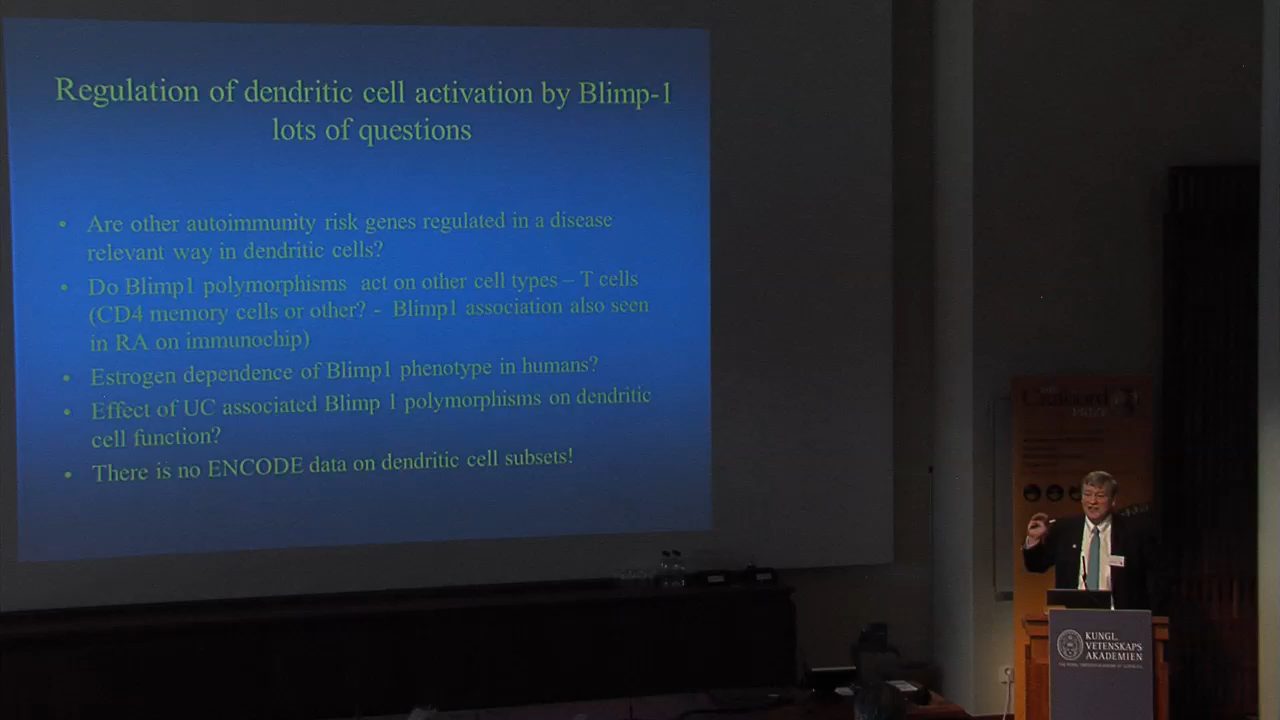 Regulation of dendritic cell activation by Blimp-1
lots of questions
• Are other autoimmunity risk genes regulated in a disease
relevant way in dendritic cells?
• Do Blimp1 polymorphisms act on other cell types – T cells
(CD4 memory cells or other? - Blimp1 association also seen
in RA on immunochip)
• Estrogen dependence of Blimp1 phenotype in humans?
• Effect of UC associated Blimp 1 polymorphisms on dendritic
cell function?
• There is no ENCODE data on dendritic cell subsets!
KUNGL.
VETENSKAPS
AKADEMIEN